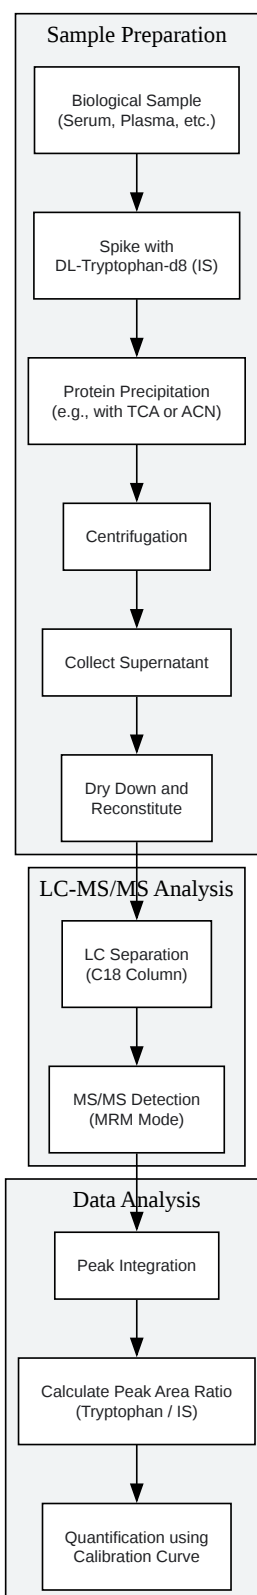 Sample Preparation
Biological Sample
(Serum, Plasma, etc.)
Spike with
DL-Tryptophan-d8 (IS)
Protein Precipitation
(e.g., with TCA or ACN)
Centrifugation
Collect Supernatant
Dry Down and
Reconstitute
LC-MS/MS Analysis
LC Separation
(C18 Column)
MS/MS Detection
(MRM Mode)
Data Analysis
Peak Integration
Calculate Peak Area Ratio
(Tryptophan / IS)
Quantification using
Calibration Curve